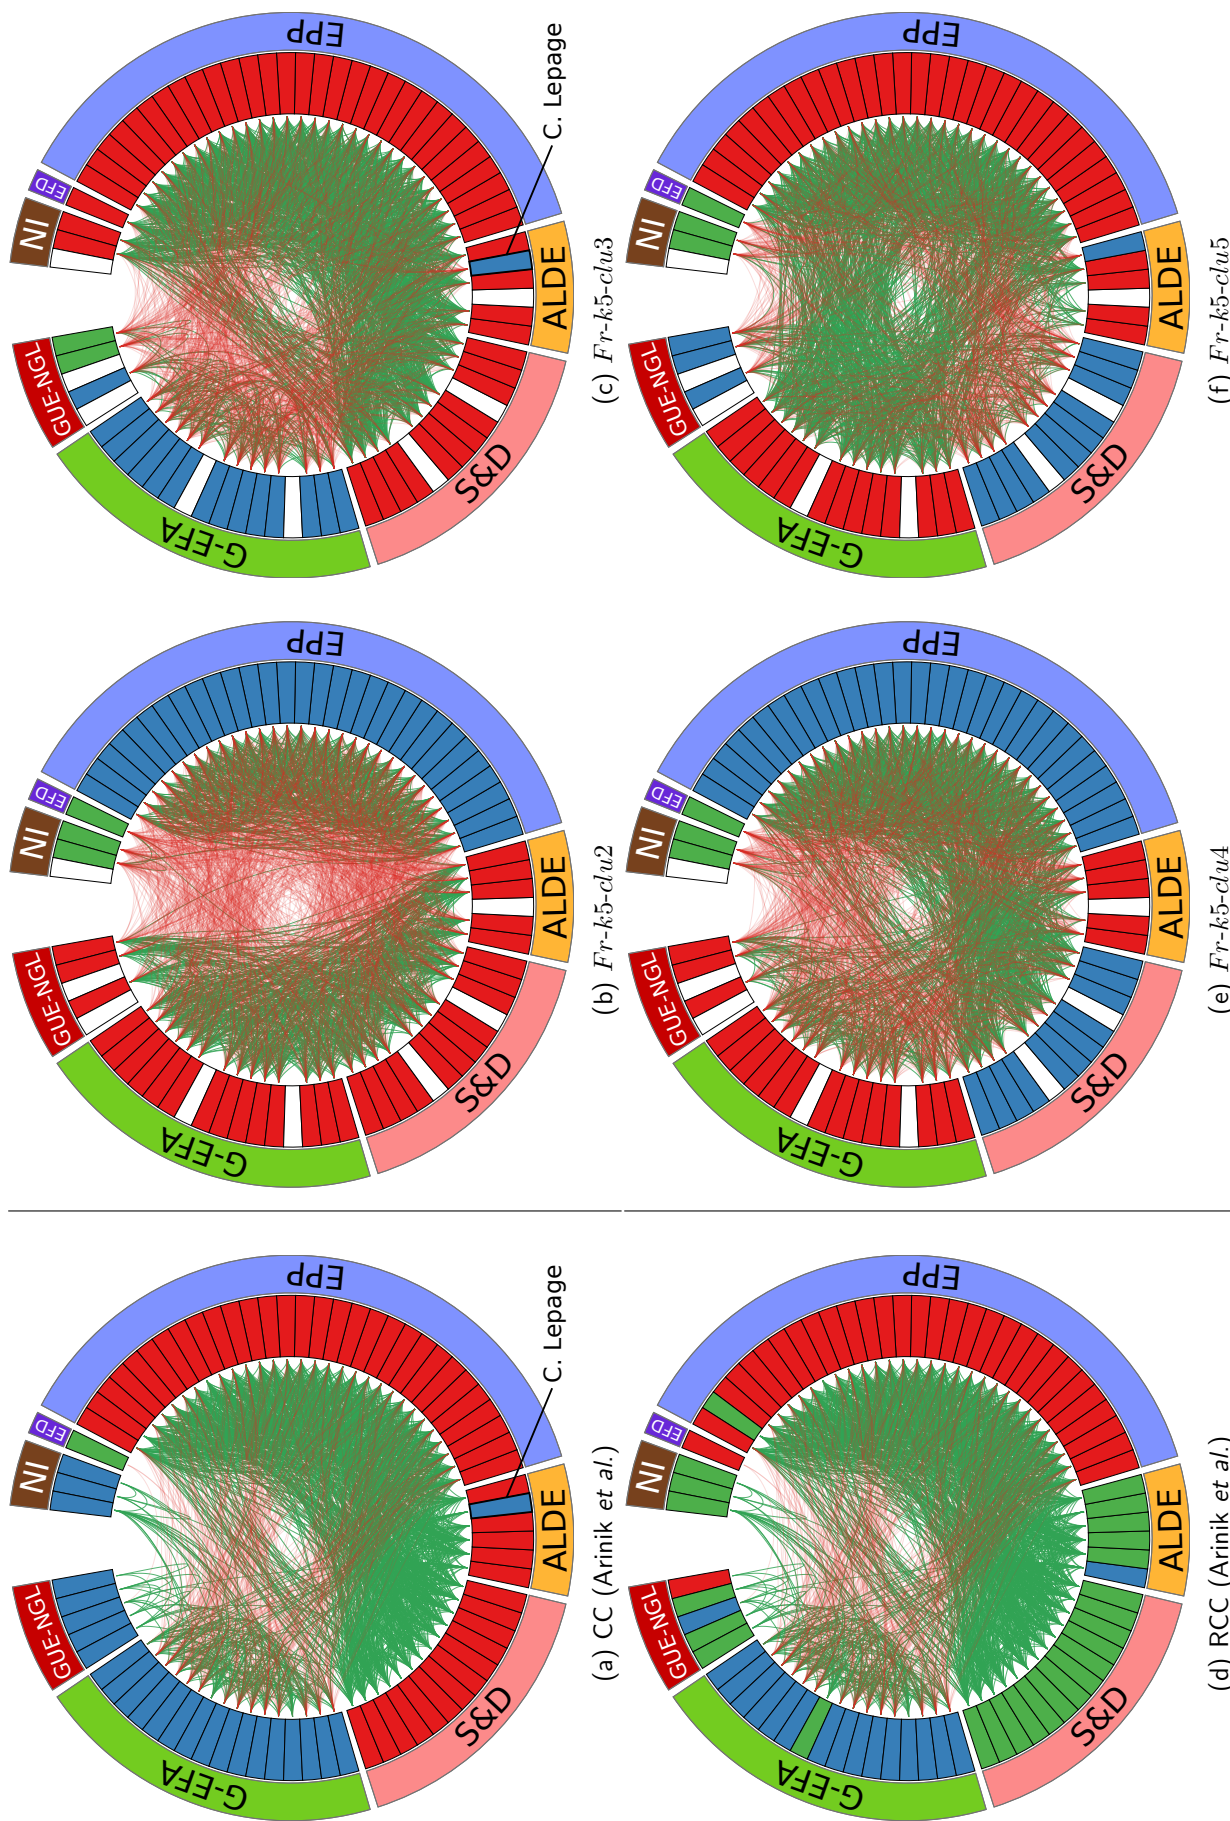 GUE-NGL
NI
EFD
EPP
ALDE
S&D
G-EFA
C. Lepage
(a) CC (Arinik et al.)
GUE-NGL
NI
EFD
EPP
ALDE
S&D
G-EFA
(b) Fr-k5-clu2
GUE-NGL
NI
EFD
EPP
ALDE
S&D
G-EFA
C. Lepage
(c) Fr-k5-clu3
GUE-NGL
NI
EFD
EPP
ALDE
S&D
G-EFA
(d) RCC (Arinik et al.)
GUE-NGL
NI
EFD
EPP
ALDE
S&D
G-EFA
(e) Fr-k5-clu4
GUE-NGL
NI
EFD
EPP
ALDE
S&D
G-EFA
(f) Fr-k5-clu5